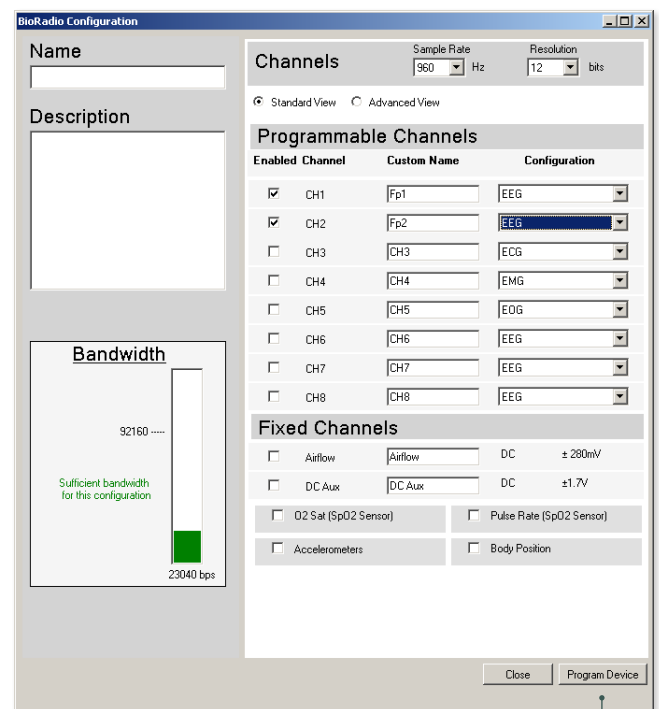 BioRadio Configuration
Name
Description
Bandwidth
92160 -----
Sufficient bandwidth
for this configuration
23040 bps
Channels
Sample Rate
960 Hz
Resolution
12 bits
Standard View Advanced View
Programmable Channels
Enabled Channel Custom Name Configuration
CH1 Fp1 EEG
CH2 Fp2 EEG
CH3 CH3 ECG
CH4 CH4 EMG
CH5 CH5 EOG
CH6 CH6 EEG
CH7 CH7 EEG
CH8 CH8 EEG
Fixed Channels
Airflow Airflow DC ± 280mV
DC Aux DC Aux DC ±1.7V
O2 Sat (SpO2 Sensor) Pulse Rate (SpO2 Sensor)
Accelerometers Body Position
Close Program Device